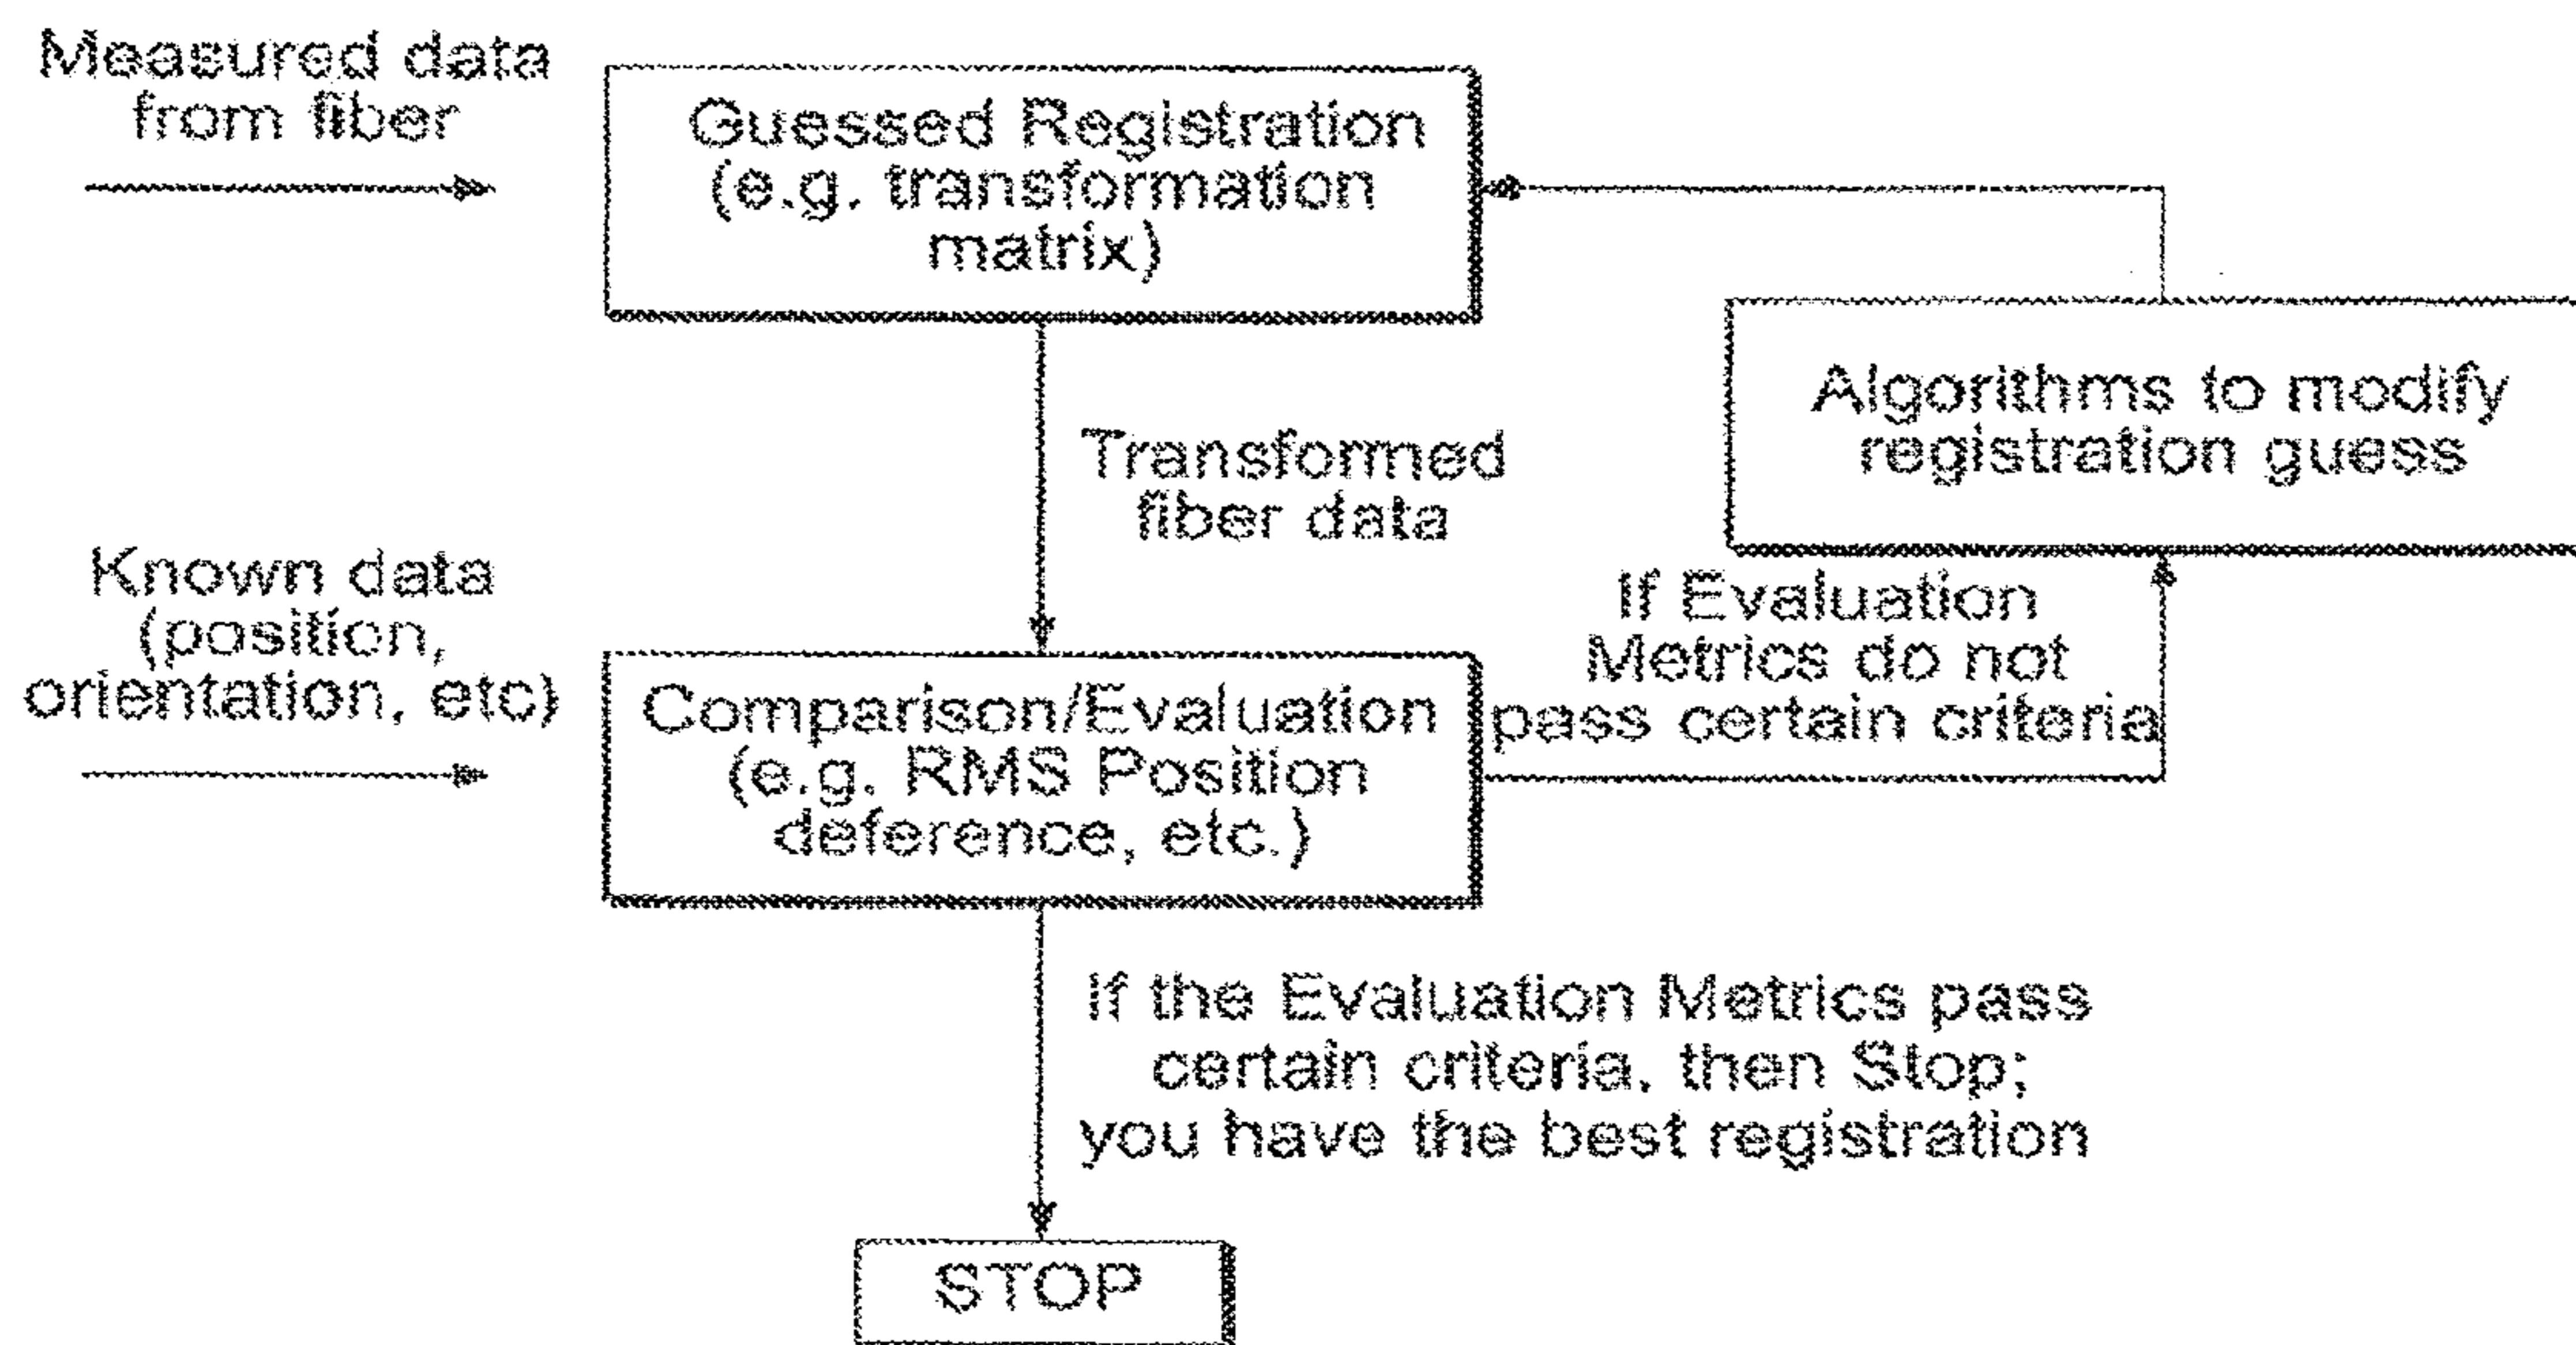 Measured data
from fiber
Guessed Registration
(e.g. transformation
matrix)
Algorithms to modify
registration guess
Transformed
fiber data
Known data
(position,
orientation, etc)
If Evaluation
Metrics do not
pass certain criteria
Comparison/Evaluation
(e.g. RMS Position
deference, etc.)
If the Evaluation Metrics pass
certain criteria, then Stop;
you have the best registration
STOP